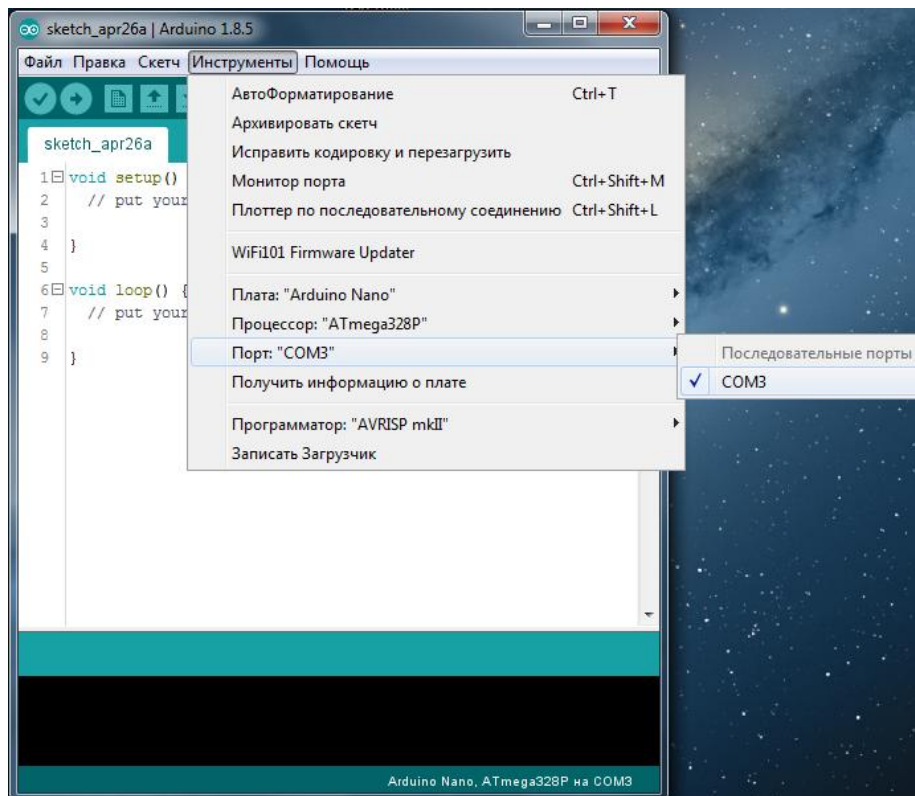 sketch_apr26a | Arduino 1.8.5
Файл Правка Скетч Инструменты Помощь
АвтоФорматирование Ctrl+T
Архивировать скетч
Исправить кодировку и перезагрузить
Монитор порта Ctrl+Shift+M
Плоттер по последовательному соединению Ctrl+Shift+L
WiFi101 Firmware Updater
Плата: "Arduino Nano"
Процессор: "ATmega328P"
Порт: "COM3"
Получить информацию о плате
Программатор: "AVRISP mkII"
Записать Загрузчик
Последовательные порты
COM3
sketch_apr26a
1 void setup()
2 // put your
3
4 }
5
6 void loop() {
7 // put your
8
9 }
Arduino Nano, ATmega328P на COM3